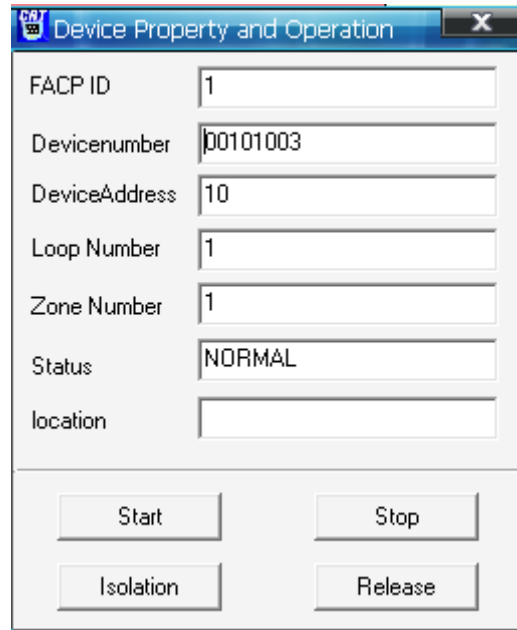 CRT Device Property and Operation X
FACP ID 1
Devicenumber 00101003
DeviceAddress 10
Loop Number 1
Zone Number 1
Status NORMAL
location
Start Stop
Isolation Release